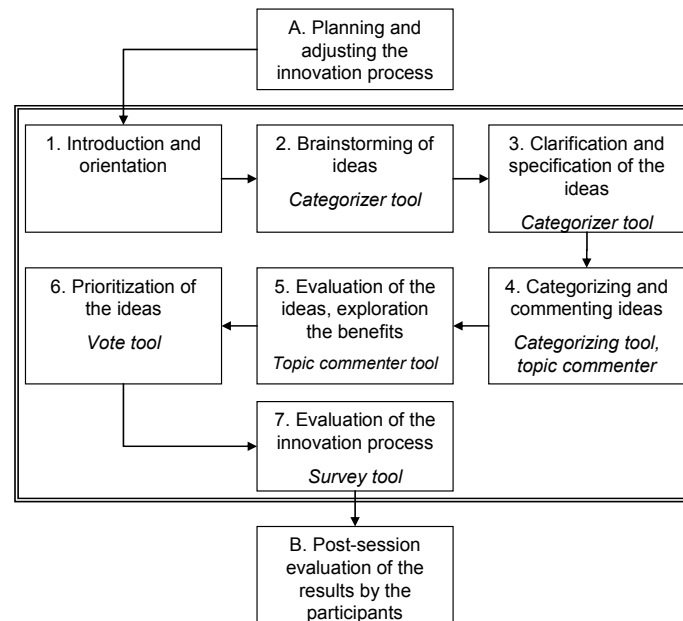 A. Planning and
adjusting the
innovation process
1. Introduction and
orientation
2. Brainstorming of
ideas
Categorizer tool
3. Clarification and
specification of the
ideas
Categorizer tool
6. Prioritization of
the ideas
Vote tool
5. Evaluation of the
ideas, exploration
the benefits
Topic commenter tool
4. Categorizing and
commenting ideas
Categorizing tool,
topic commenter
7. Evaluation of the
innovation process
Survey tool
B. Post-session
evaluation of the
results by the
participants